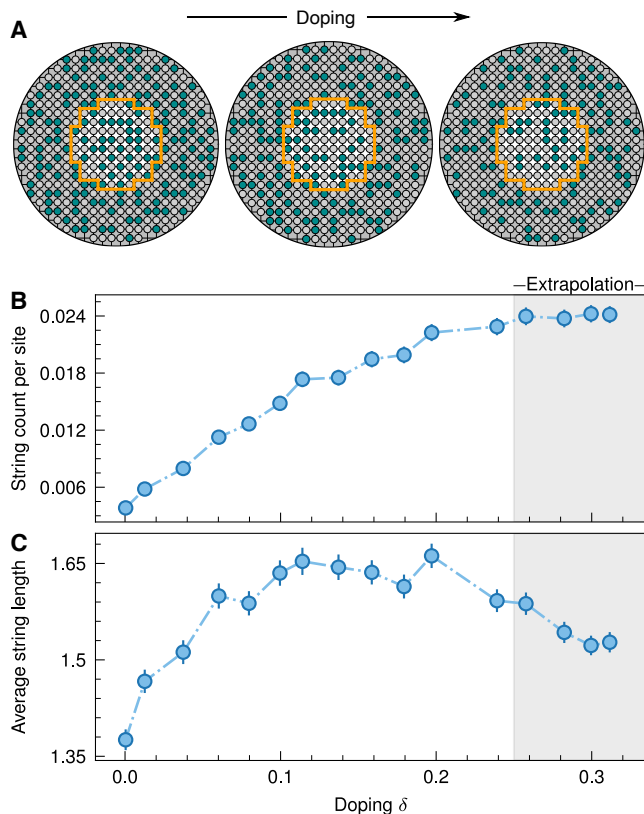 Doping
A
B
Extrapolation
0.024
0.018
0.012
0.006
String count per site
C
1.65
1.5
1.35
Average string length
0.0 0.1 0.2 0.3
Doping δ